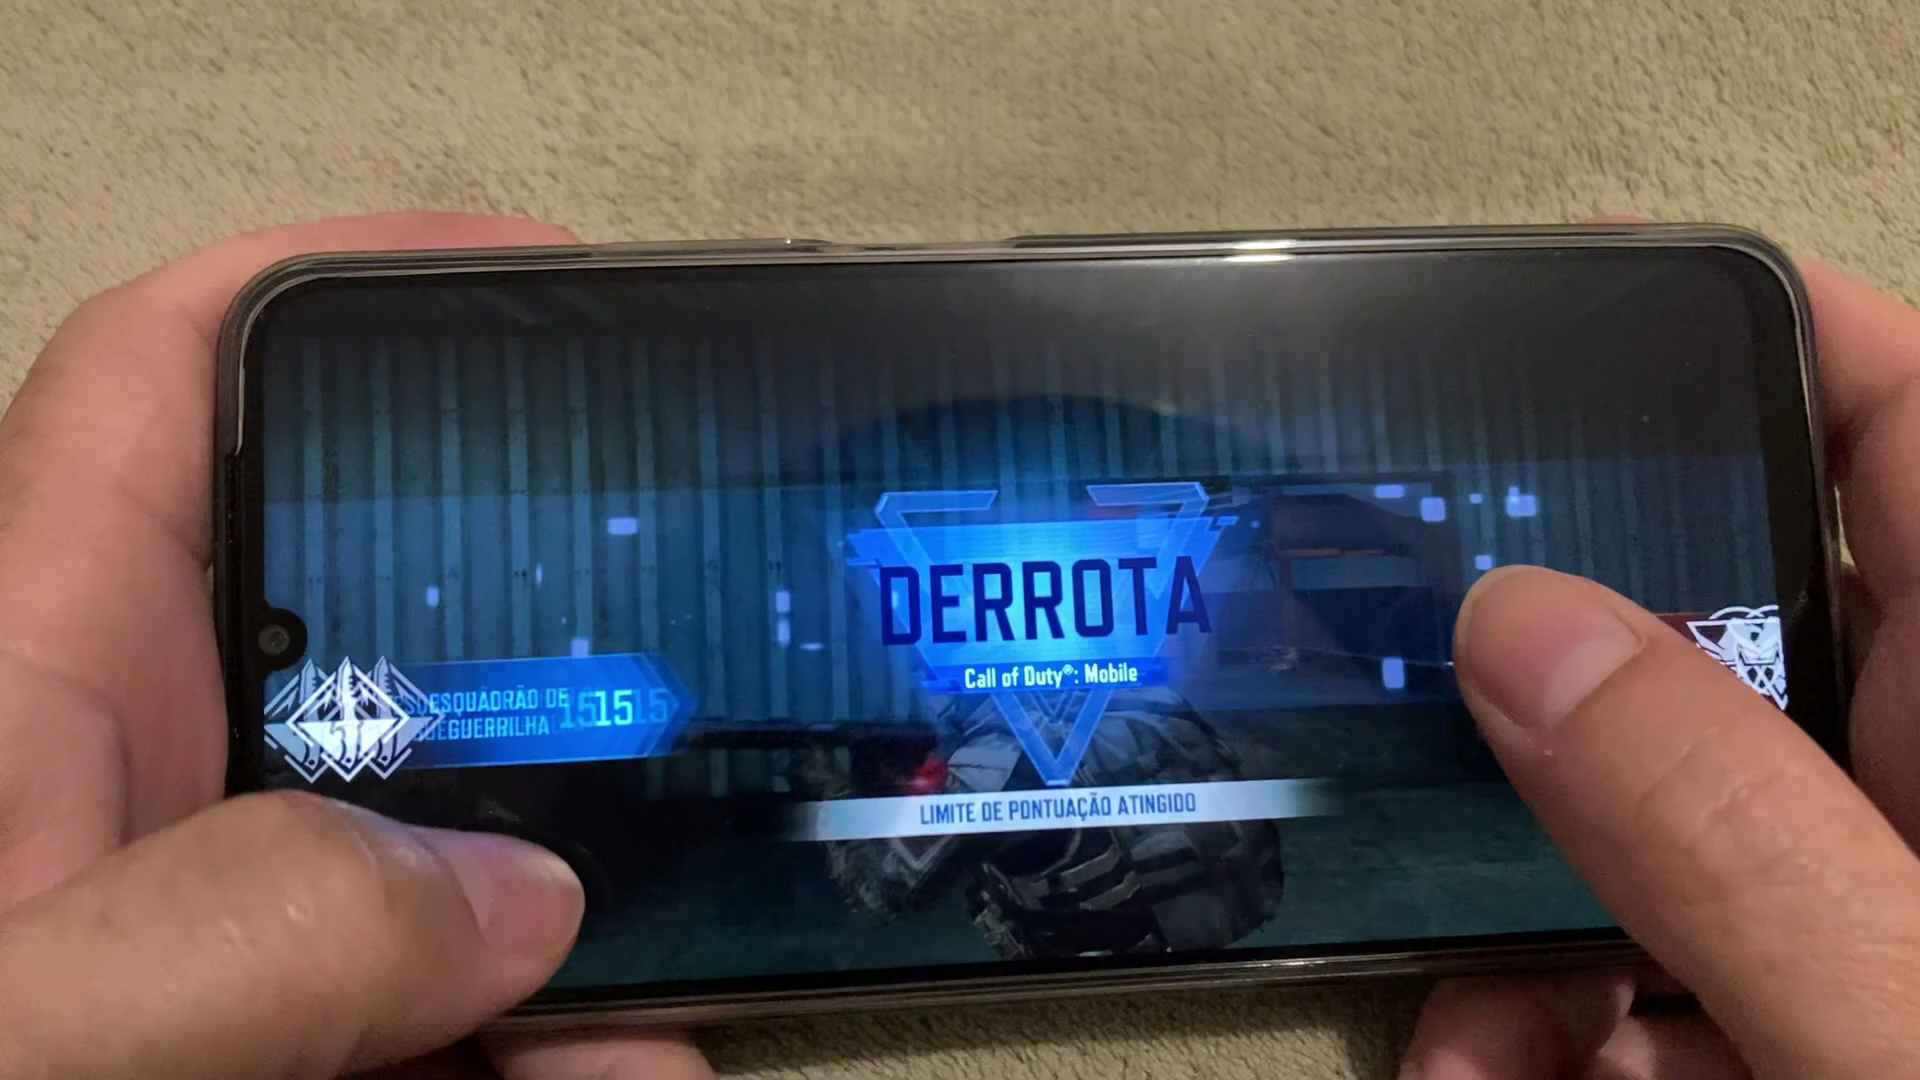 DERROTA
Call of Duty®: Mobile
ESQUADRÃO DE
GUERRILHA
15
LIMITE DE PONTUAÇÃO ATINGIDO